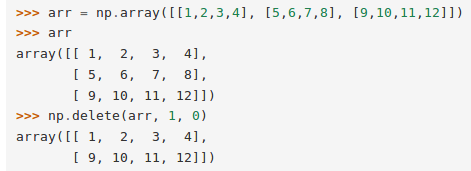 >>> arr = np.array([[1,2,3,4], [5,6,7,8], [9,10,11,12]])
>>> arr
array([[ 1,  2,  3,  4],
       [ 5,  6,  7,  8],
       [ 9, 10, 11, 12]])
>>> np.delete(arr, 1, 0)
array([[ 1,  2,  3,  4],
       [ 9, 10, 11, 12]])